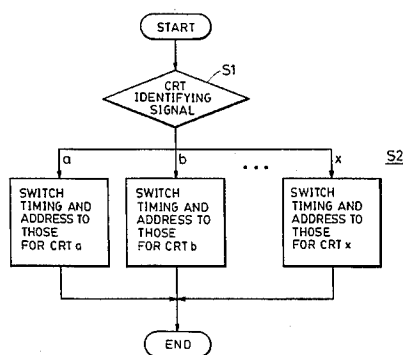 START
S1
CRT
IDENTIFYING
SIGNAL
a
b
...
x
S2
SWITCH
TIMING AND
ADDRESS TO
THOSE
FOR CRT a
SWITCH
TIMING AND
ADDRESS TO
THOSE
FOR CRT b
SWITCH
TIMING AND
ADDRESS TO
THOSE
FOR CRT x
END